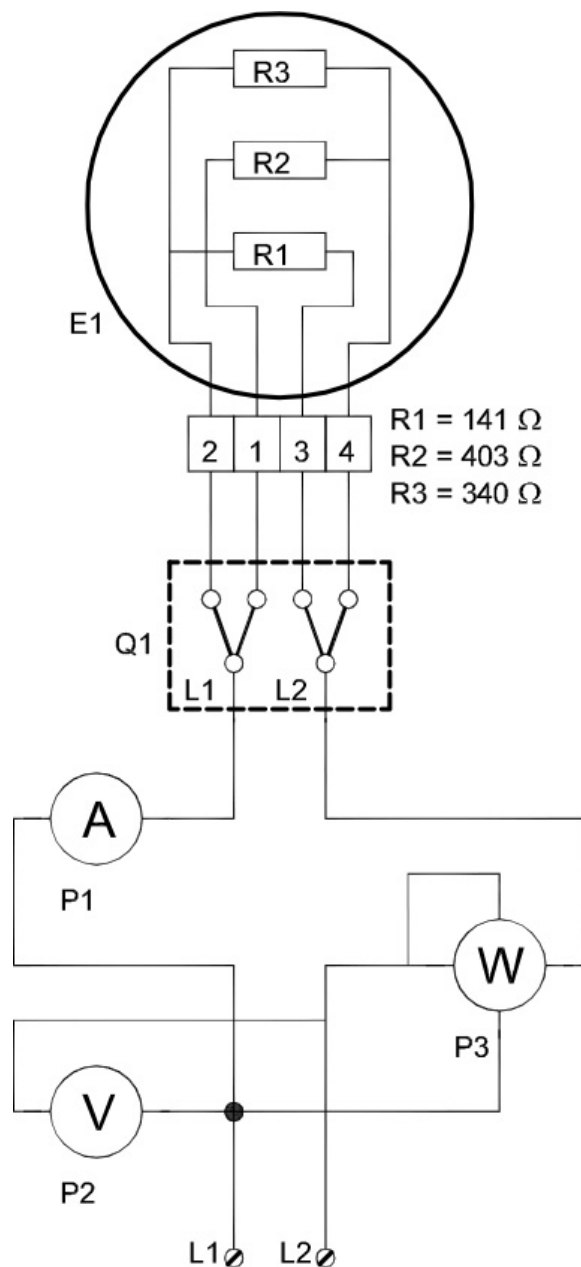 R3
R2
R1
E1
2 1 3 4
R1 = 141 Ω
R2 = 403 Ω
R3 = 340 Ω
Q1
L1 L2
A
P1
W
P3
V
P2
L1 L2